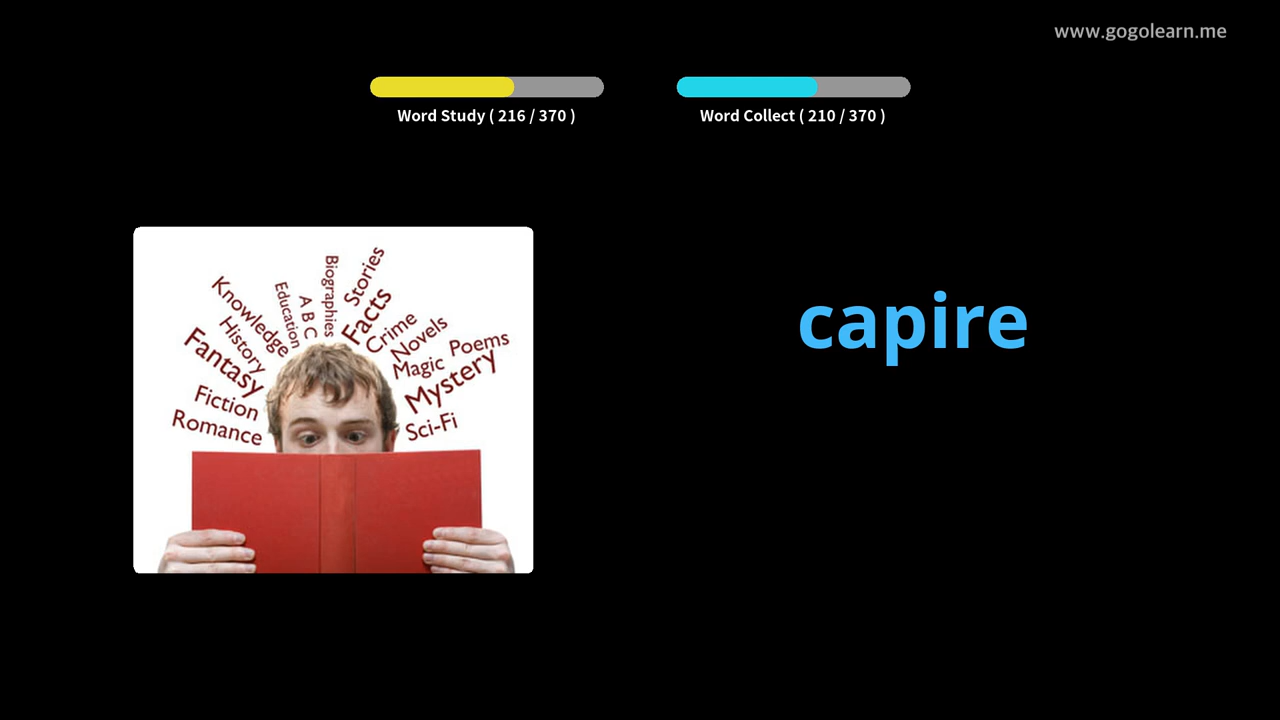 www.gogolearn.me
Word Study ( 216 / 370 )
Word Collect ( 210 / 370 )
capire
Biographies
Stories
Education
A B C
Facts
Knowledge
Crime
History
Novels
Poems
Fantasy
Magic
Mystery
Fiction
Romance
Sci-Fi